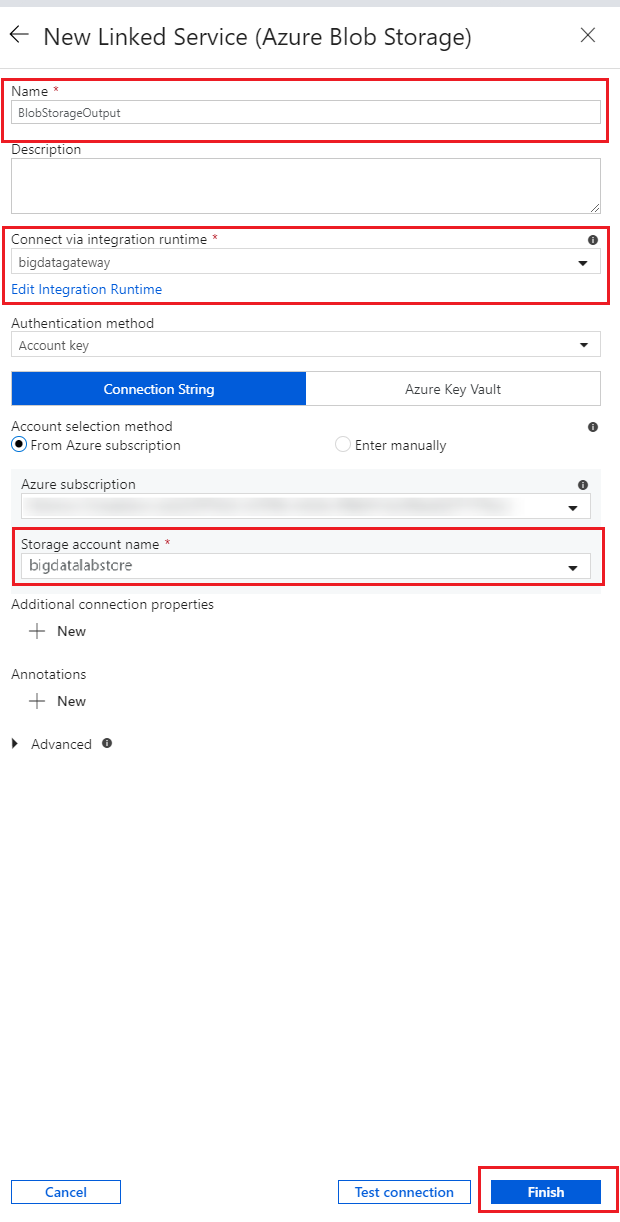 New Linked Service (Azure Blob Storage)
Name *
BlobStorageOutput
Description
Connect via integration runtime *
bigdatagateway
Edit Integration Runtime
Authentication method
Account key
Connection String Azure Key Vault
Account selection method
From Azure subscription Enter manually
Azure subscription
Storage account name *
bigdatalabstore
Additional connection properties
New
Annotations
New
Advanced
Cancel Test connection Finish